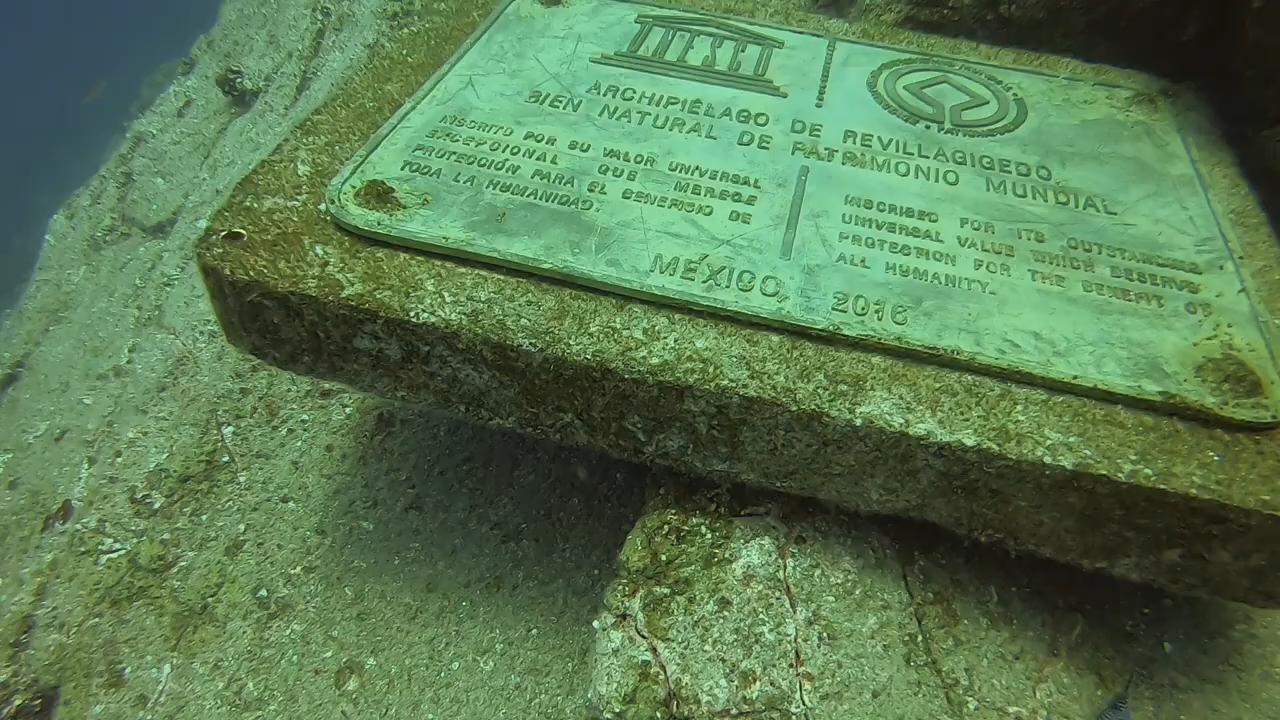 UNESCO
ARCHIPIÉLAGO DE REVILLAGIGEDO,
BIEN NATURAL DE PATRIMONIO MUNDIAL
INSCRITO POR SU VALOR UNIVERSAL
EXCEPCIONAL QUE MERECE
PROTECCIÓN PARA EL BENEFICIO DE
TODA LA HUMANIDAD.
INSCRIBED FOR ITS OUTSTANDING
UNIVERSAL VALUE WHICH DESERVE
PROTECTION FOR THE BENEFIT OF
ALL HUMANITY.
MÉXICO, 2016